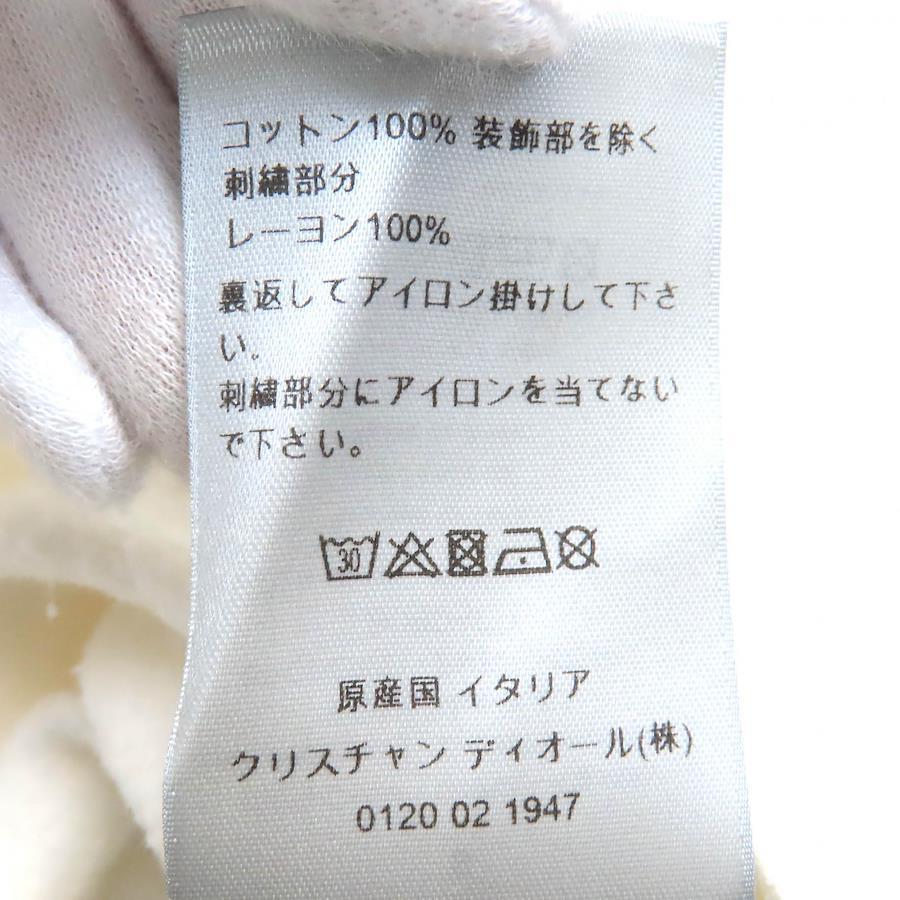 コットン100% 装飾部を除く
刺繍部分
レーヨン100%
裏返してアイロン掛けして下さ
い。
刺繍部分にアイロンを当てない
で下さい。
30
原産国 イタリア
クリスチャン ディオール(株)
0120 02 1947